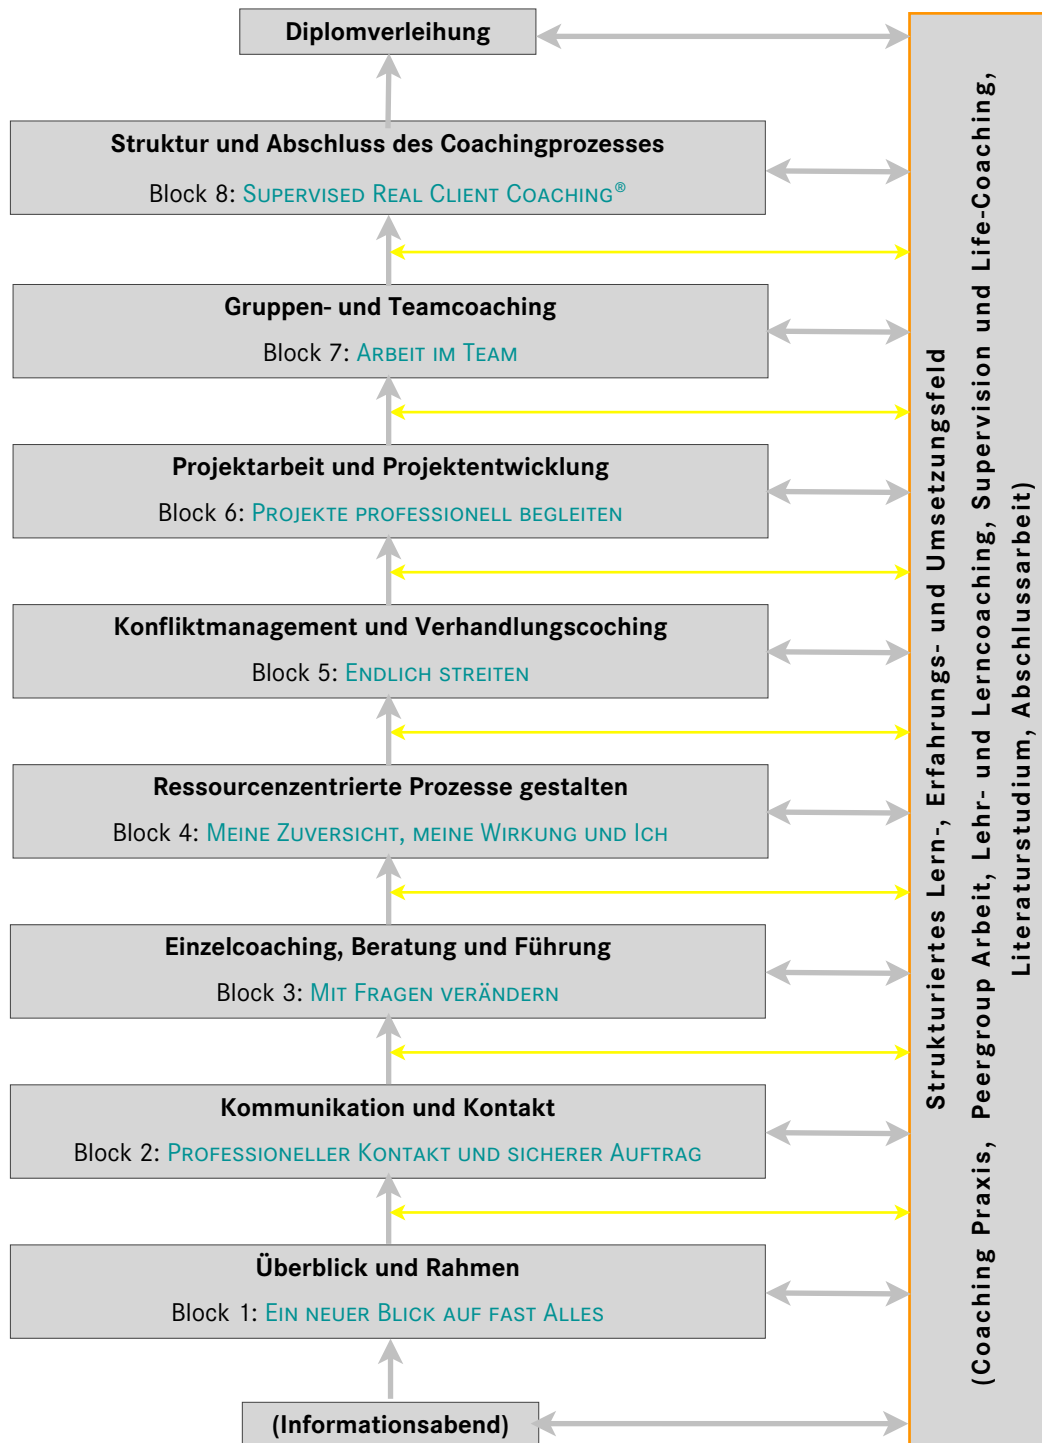 Diplomverleihung
Struktur und Abschluss des Coachingprozesses
Block 8: Supervised Real Client Coaching®
Gruppen- und Teamcoaching
Block 7: Arbeit im Team
Projektarbeit und Projektentwicklung
Block 6: Projekte professionell begleiten
Konfliktmanagement und Verhandlungscoching
Block 5: Endlich streiten
Ressourcenzentrierte Prozesse gestalten
Block 4: Meine Zuversicht, meine Wirkung und Ich
Einzelcoaching, Beratung und Führung
Block 3: Mit Fragen verändern
Kommunikation und Kontakt
Block 2: Professioneller Kontakt und sicherer Auftrag
Überblick und Rahmen
Block 1: Ein neuer Blick auf fast Alles
(Informationsabend)
Strukturiertes Lern-, Erfahrungs- und Umsetzungsfeld
(Coaching Praxis, Peergroup Arbeit, Lehr- und Lerncoaching, Supervision und Life-Coaching,
Literaturstudium, Abschlussarbeit)